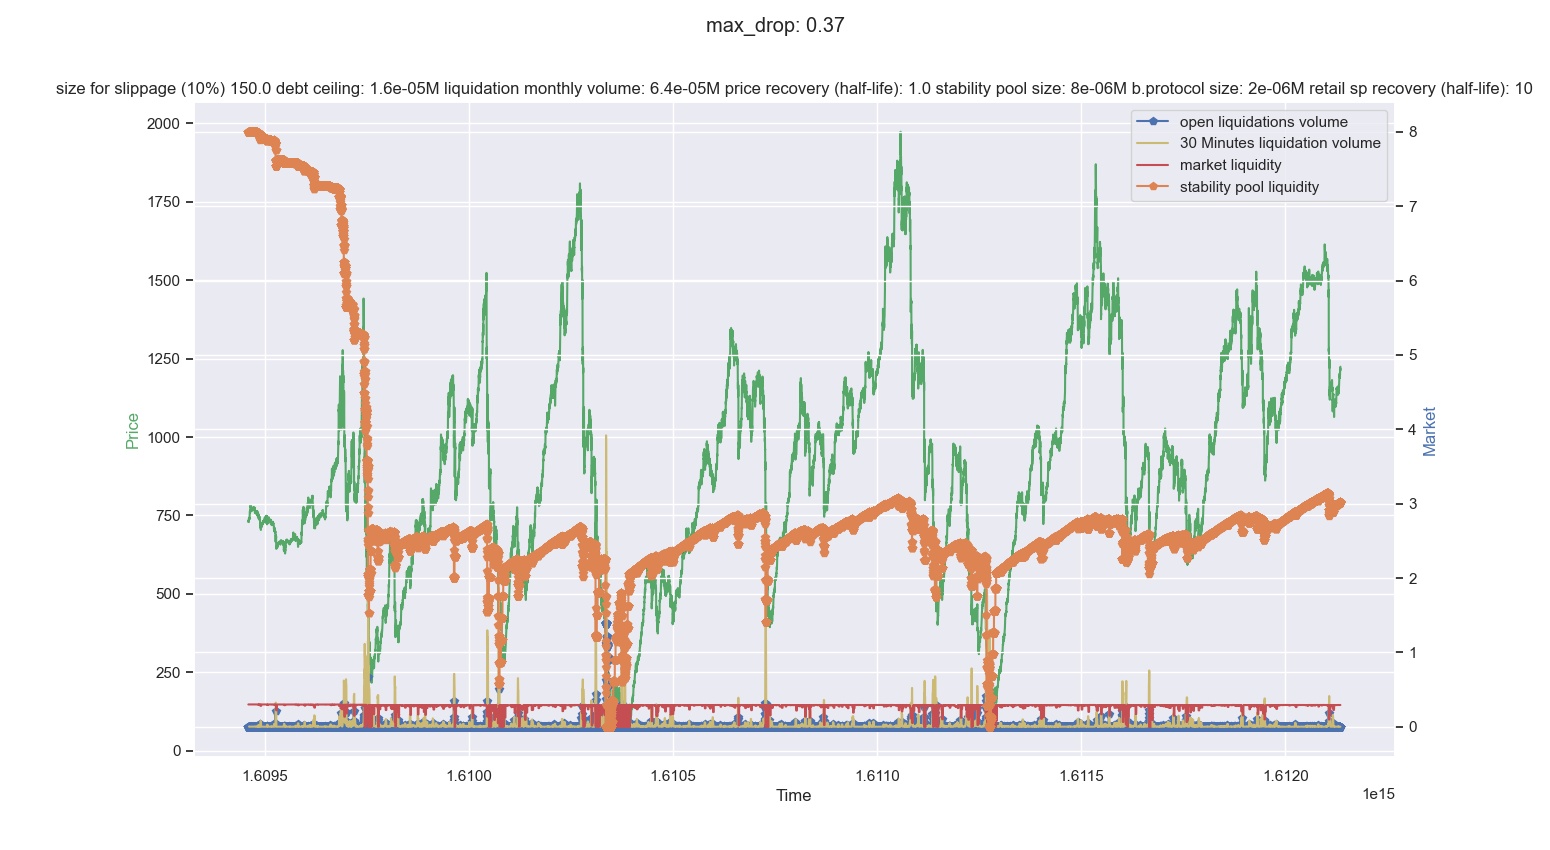 max_drop: 0.37
size for slippage (10%) 150.0 debt ceiling: 1.6e-05M liquidation monthly volume: 6.4e-05M price recovery (half-life): 1.0 stability pool size: 8e-06M b.protocol size: 2e-06M retail sp recovery (half-life): 10
open liquidations volume
30 Minutes liquidation volume
market liquidity
stability pool liquidity
2000
1750
1500
1250
1000
750
500
250
0
Price
8
7
6
5
4
3
2
1
0
Market
1.6095 1.6100 1.6105 1.6110 1.6115 1.6120
Time
1e15